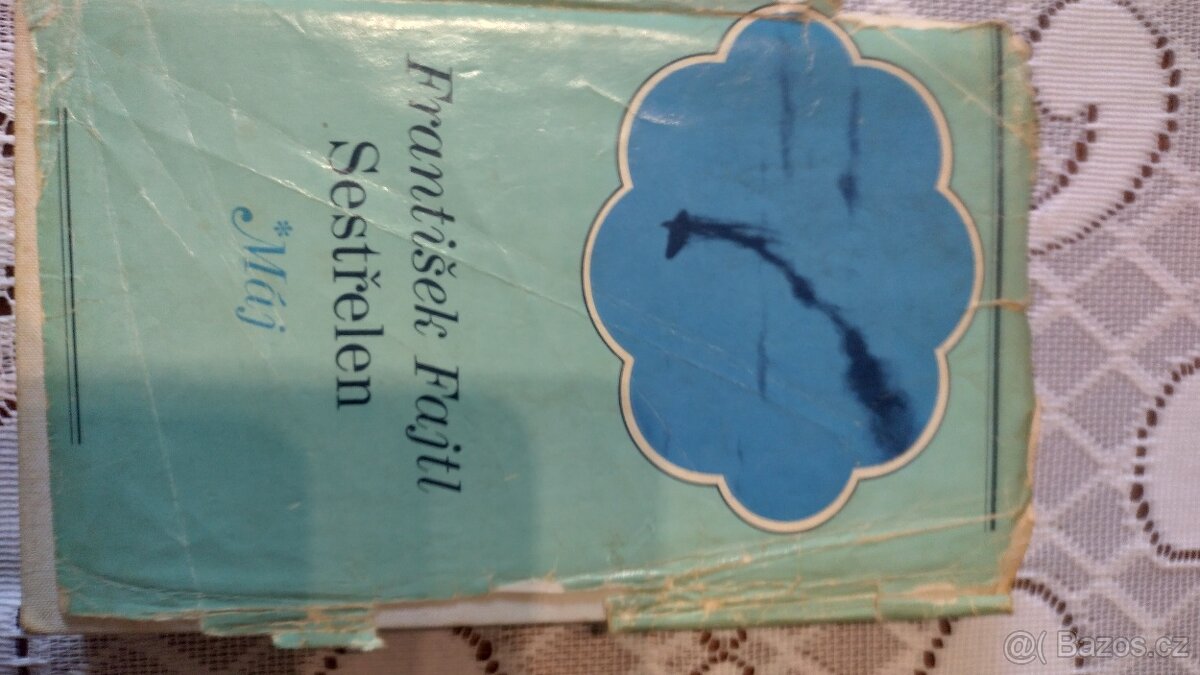 František Fajtl
Sestřelen
*Máj
@( Bazos.cz